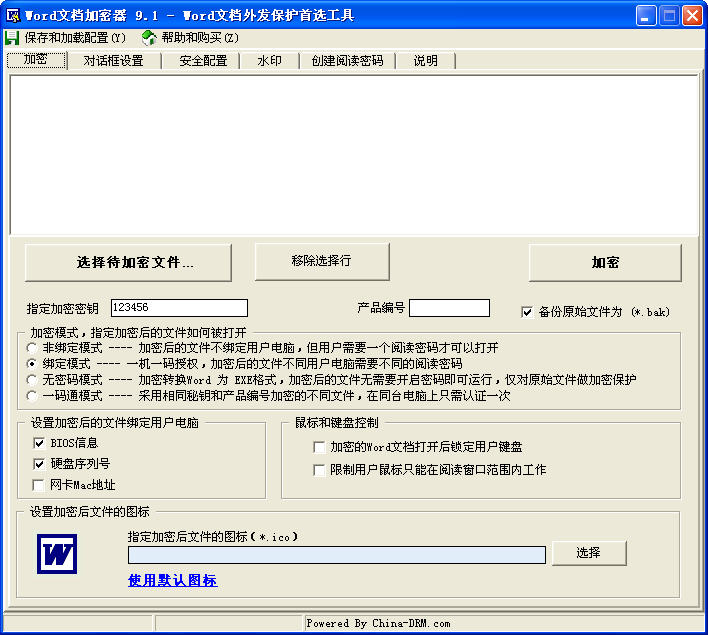 Word文档加密器 9.1 - Word文档外发保护首选工具
保存和加载配置(Y) 帮助和购买(Z)
加密 对话框设置 安全配置 水印 创建阅读密码 说明
选择待加密文件... 移除选择行 加密
指定加密密钥 123456 产品编号 备份原始文件为 (*.bak)
加密模式，指定加密后的文件如何被打开
非绑定模式 ---- 加密后的文件不绑定用户电脑，但用户需要一个阅读密码才可以打开
绑定模式 ---- 一机一码授权，加密后的文件不同用户电脑需要不同的阅读密码
无密码模式 ---- 加密转换Word 为 EXE格式，加密后的文件无需要开启密码即可运行，仅对原始文件做加密保护
一码通模式 ---- 采用相同秘钥和产品编号加密的不同文件，在同台电脑上只需认证一次
设置加密后的文件绑定用户电脑 鼠标和键盘控制
BIOS信息
加密的Word文档打开后锁定用户键盘
硬盘序列号
限制用户鼠标只能在阅读窗口范围内工作
网卡Mac地址
设置加密后文件的图标
指定加密后文件的图标(*.ico)
W
选择
使用默认图标
Powered By China-DRM.com